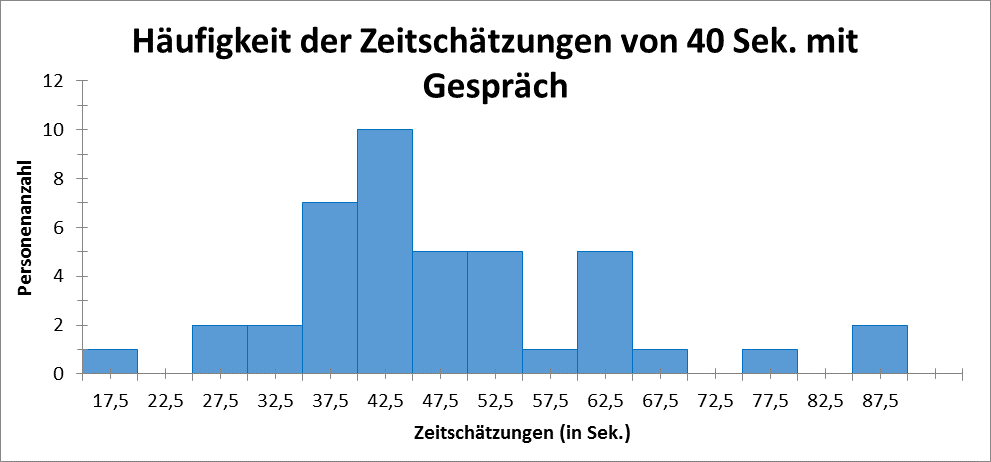 Häufigkeit der Zeitschätzungen von 40 Sek. mit
Gespräch
12
10
8
6
4
2
0
Personenanzahl
17,5 22,5 27,5 32,5 37,5 42,5 47,5 52,5 57,5 62,5 67,5 72,5 77,5 82,5 87,5
Zeitschätzungen (in Sek.)